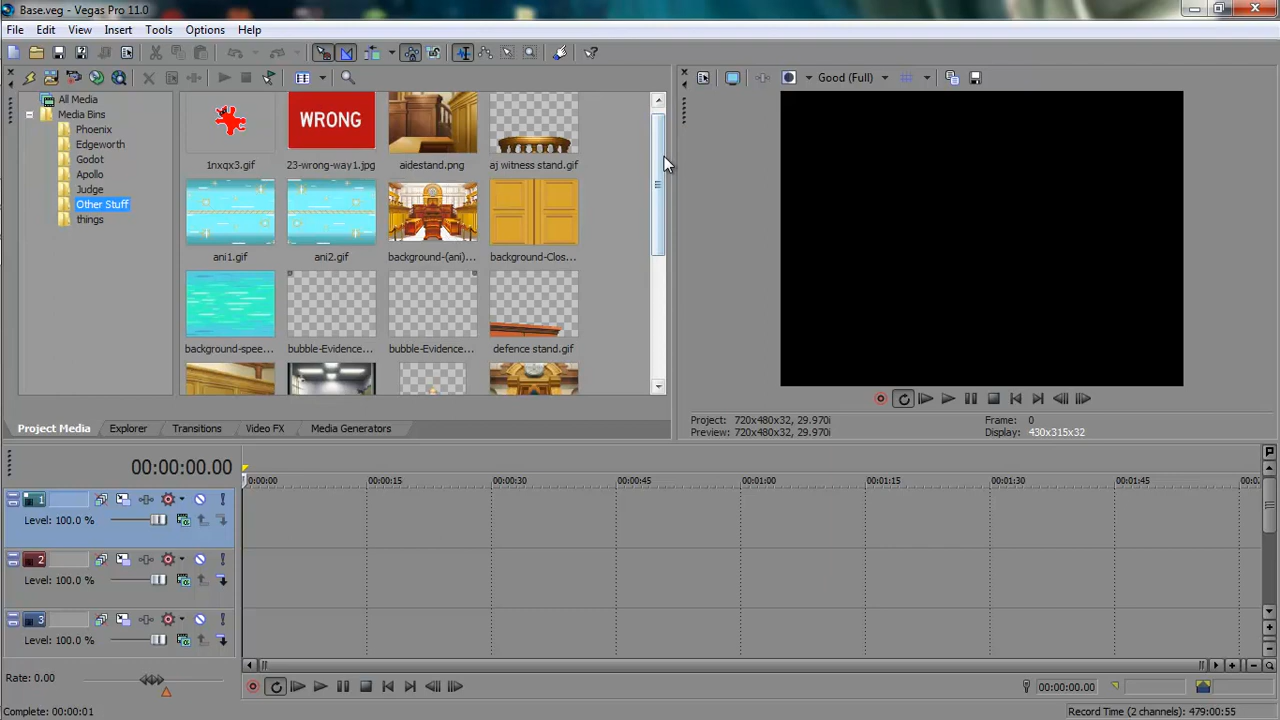 Base.veg - Vegas Pro 11.0
File Edit View Insert Tools Options Help
Good (Full)
All Media
Media Bins
Phoenix
Edgeworth
Godot
Apollo
Judge
Other Stuff
things
WRONG
1nxqx3.gif 23-wrong-way1.jpg aidestand.png aj witness stand.gif
ani1.gif ani2.gif background-(ani)... background-Clos...
background-spee... bubble-Evidence... bubble-Evidence... defence stand.gif
Project Media Explorer Transitions Video FX Media Generators
Project: 720x480x32, 29.970i Frame: 0
Preview: 720x480x32, 29.970i Display: 430x315x32
00:00:00.00
0:00:00 00:00:15 00:00:30 00:00:45 00:01:00 00:01:15 00:01:30 00:01:45
1
Level: 100.0 %
2
Level: 100.0 %
3
Level: 100.0 %
Rate: 0.00
00:00:00.00
Complete: 00:00:01 Record Time (2 channels): 479:00:55